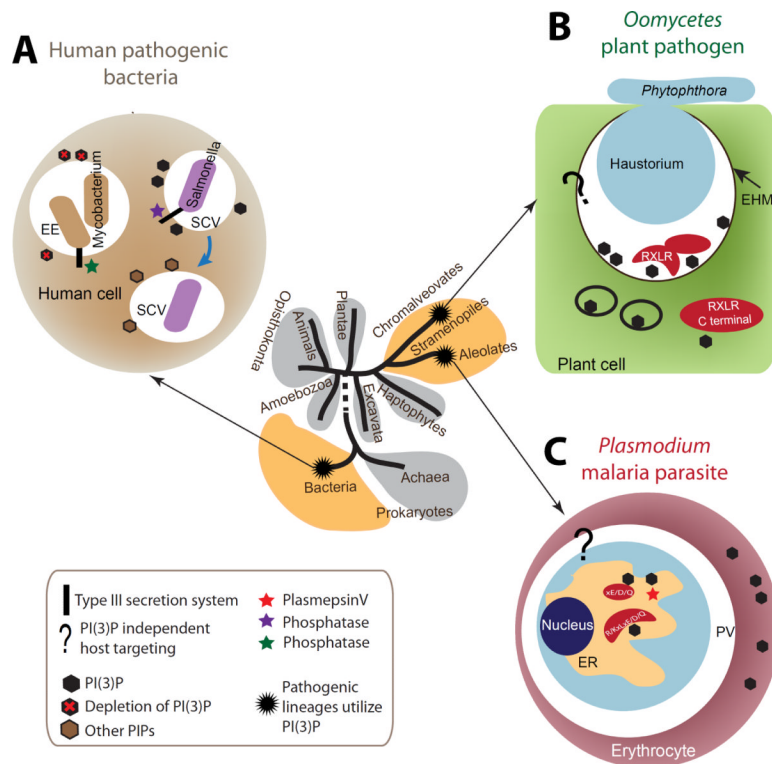 A
Human pathogenic
bacteria
Mycobacterium
EE
Salmonella
SCV
Human cell
SCV
B
Oomycetes
plant pathogen
Phytophthora
Haustorium
?
EHM
RXLR
RXLR
C terminal
Plant cell
Opisthokonta
Animals
Plantae
Chromalveovates
Stramenopiles
Aleolates
Amoebozoa
Excavata
Haptophytes
Bacteria
Achaea
Prokaryotes
C
Plasmodium
malaria parasite
?
xE/D/Q
R/KxLxE/D/Q
Nucleus
ER
PV
Erythrocyte
Type III secretion system
? PI(3)P independent
host targeting
PI(3)P
Depletion of PI(3)P
Other PIPs
PlasmepsinV
Phosphatase
Phosphatase
Pathogenic
lineages utilize
PI(3)P